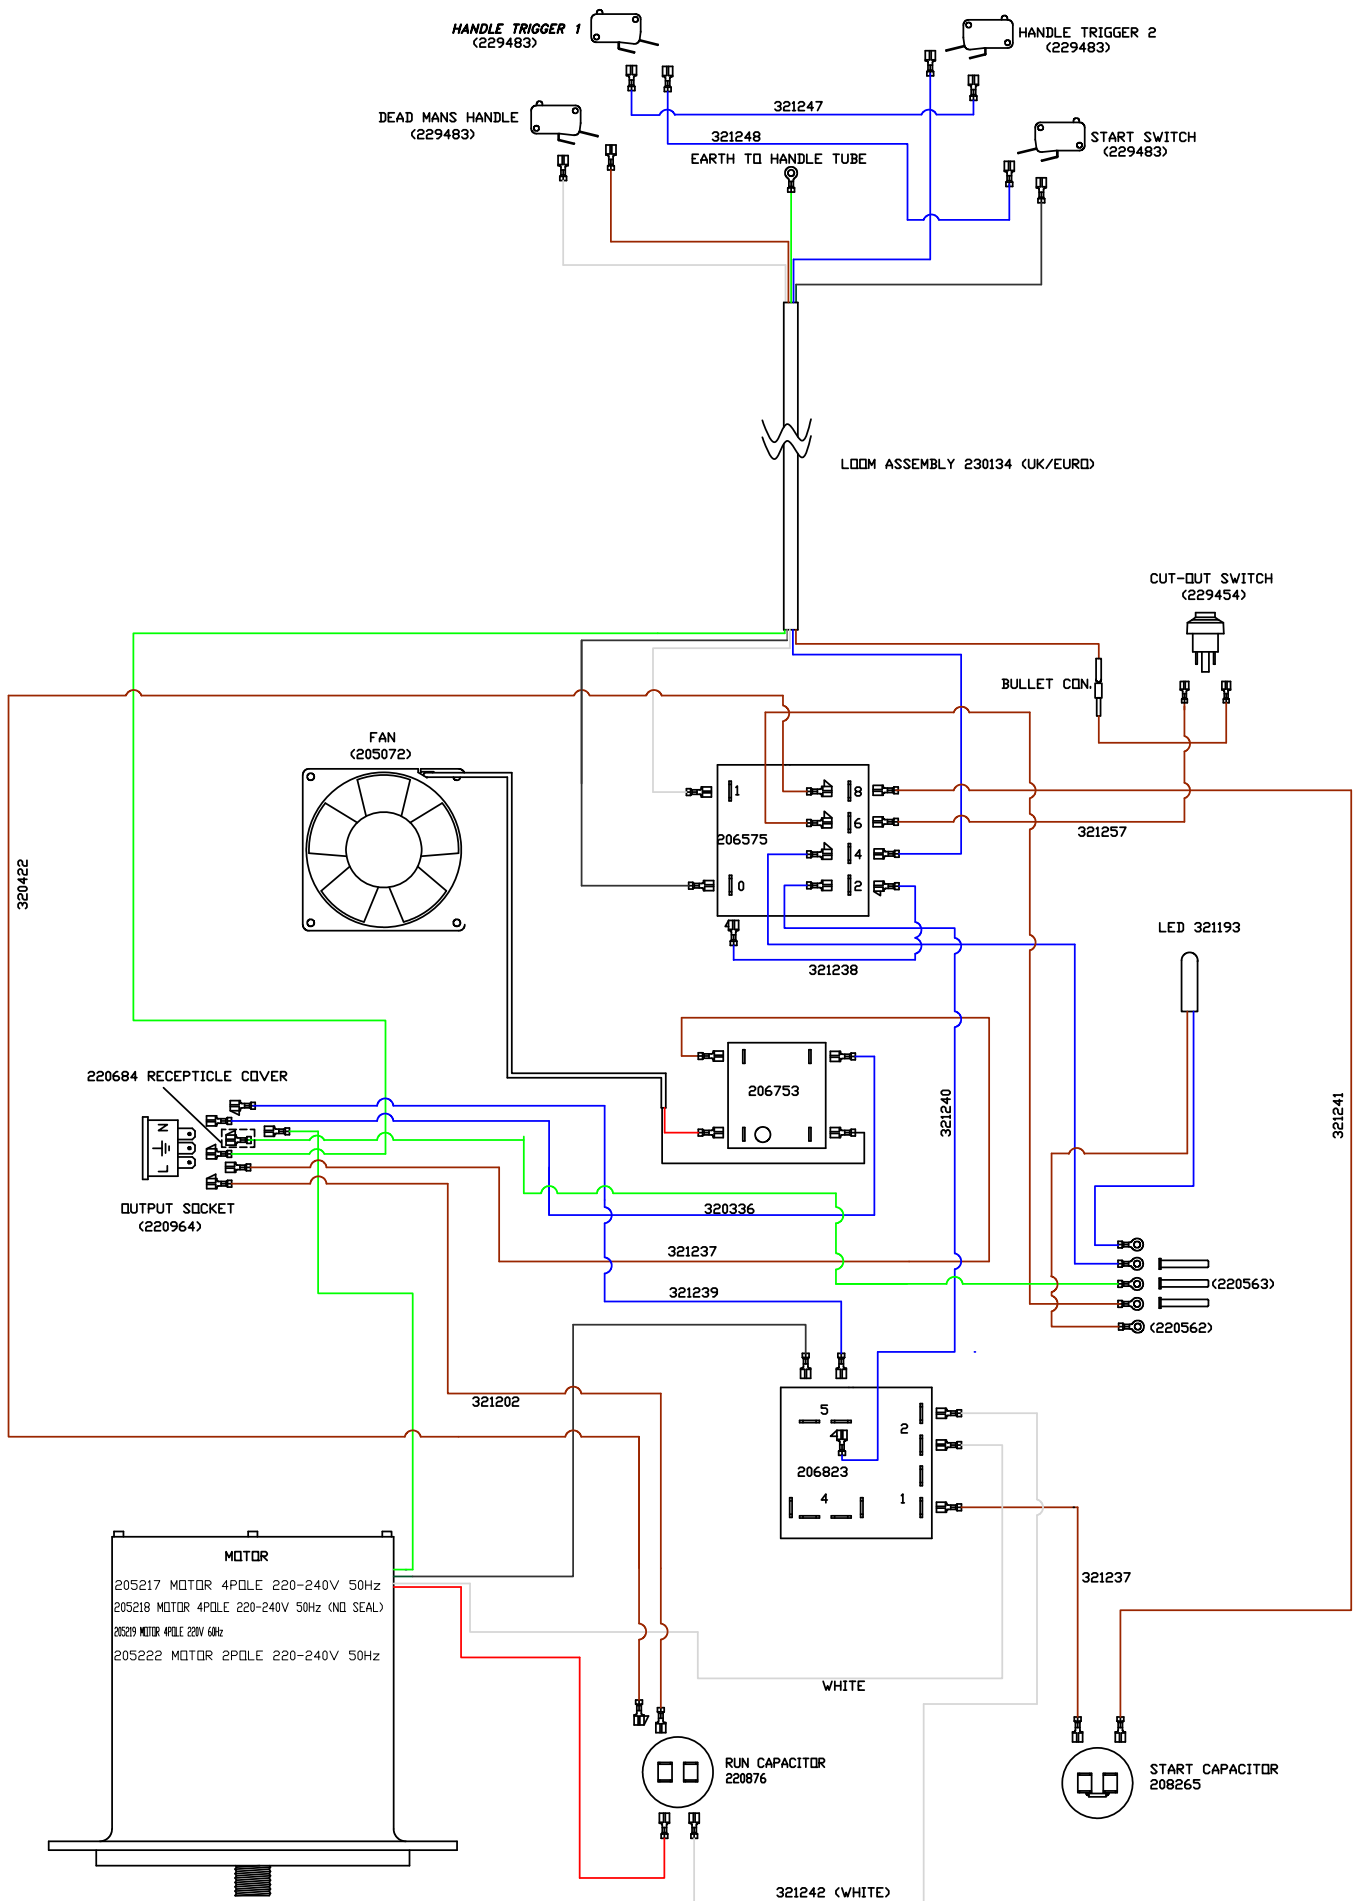 HANDLE TRIGGER 1
(229483)
HANDLE TRIGGER 2
(229483)
DEAD MANS HANDLE
(229483)
321247
321248
START SWITCH
(229483)
EARTH TO HANDLE TUBE
LOOM ASSEMBLY 230134 (UK/EURO)
CUT-OUT SWITCH
(229454)
BULLET CON.
FAN
(205072)
1
8
6
206575
4
0
2
321257
320422
LED 321193
321238
220684 RECEPTICLE COVER
206753
321240
321241
N
L
OUTPUT SOCKET
(220964)
320336
321237
(220563)
321239
(220562)
321202
5
2
206823
4
1
MOTOR
205217 MOTOR 4POLE 220-240V 50Hz
205218 MOTOR 4POLE 220-240V 50Hz (NO SEAL)
205219 MOTOR 4POLE 220V 60Hz
205222 MOTOR 2POLE 220-240V 50Hz
321237
WHITE
RUN CAPACITOR
220876
START CAPACITOR
208265
321242 (WHITE)